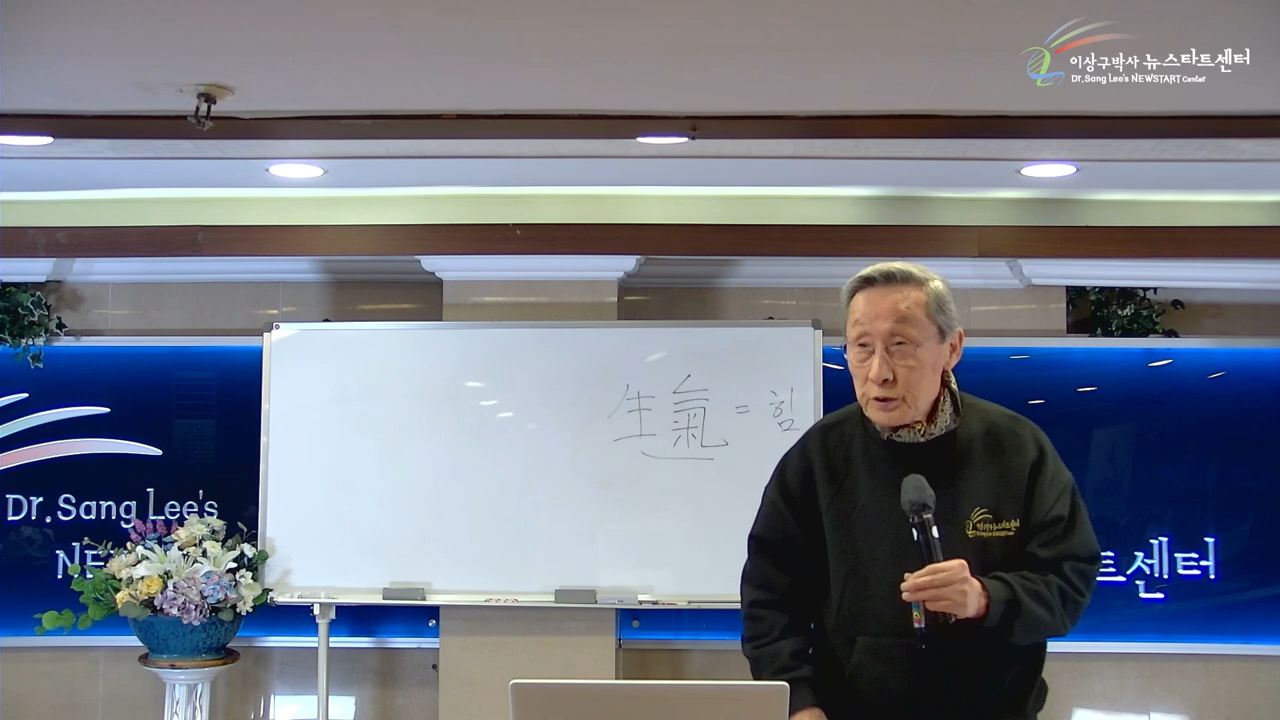 이상구박사 뉴스타트센터
Dr. Sang Lee's NEWSTART Center
生氣 = 힘
Dr. Sang Lee's
NE
트센터